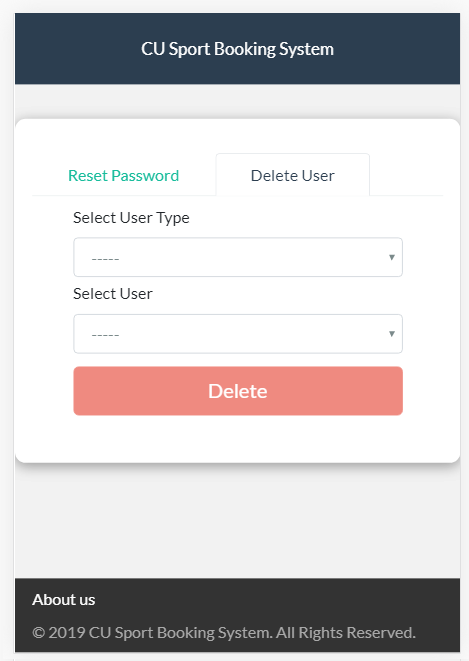 CU Sport Booking System
Reset Password
Delete User
Select User Type
-----
Select User
-----
Delete
About us
© 2019 CU Sport Booking System. All Rights Reserved.